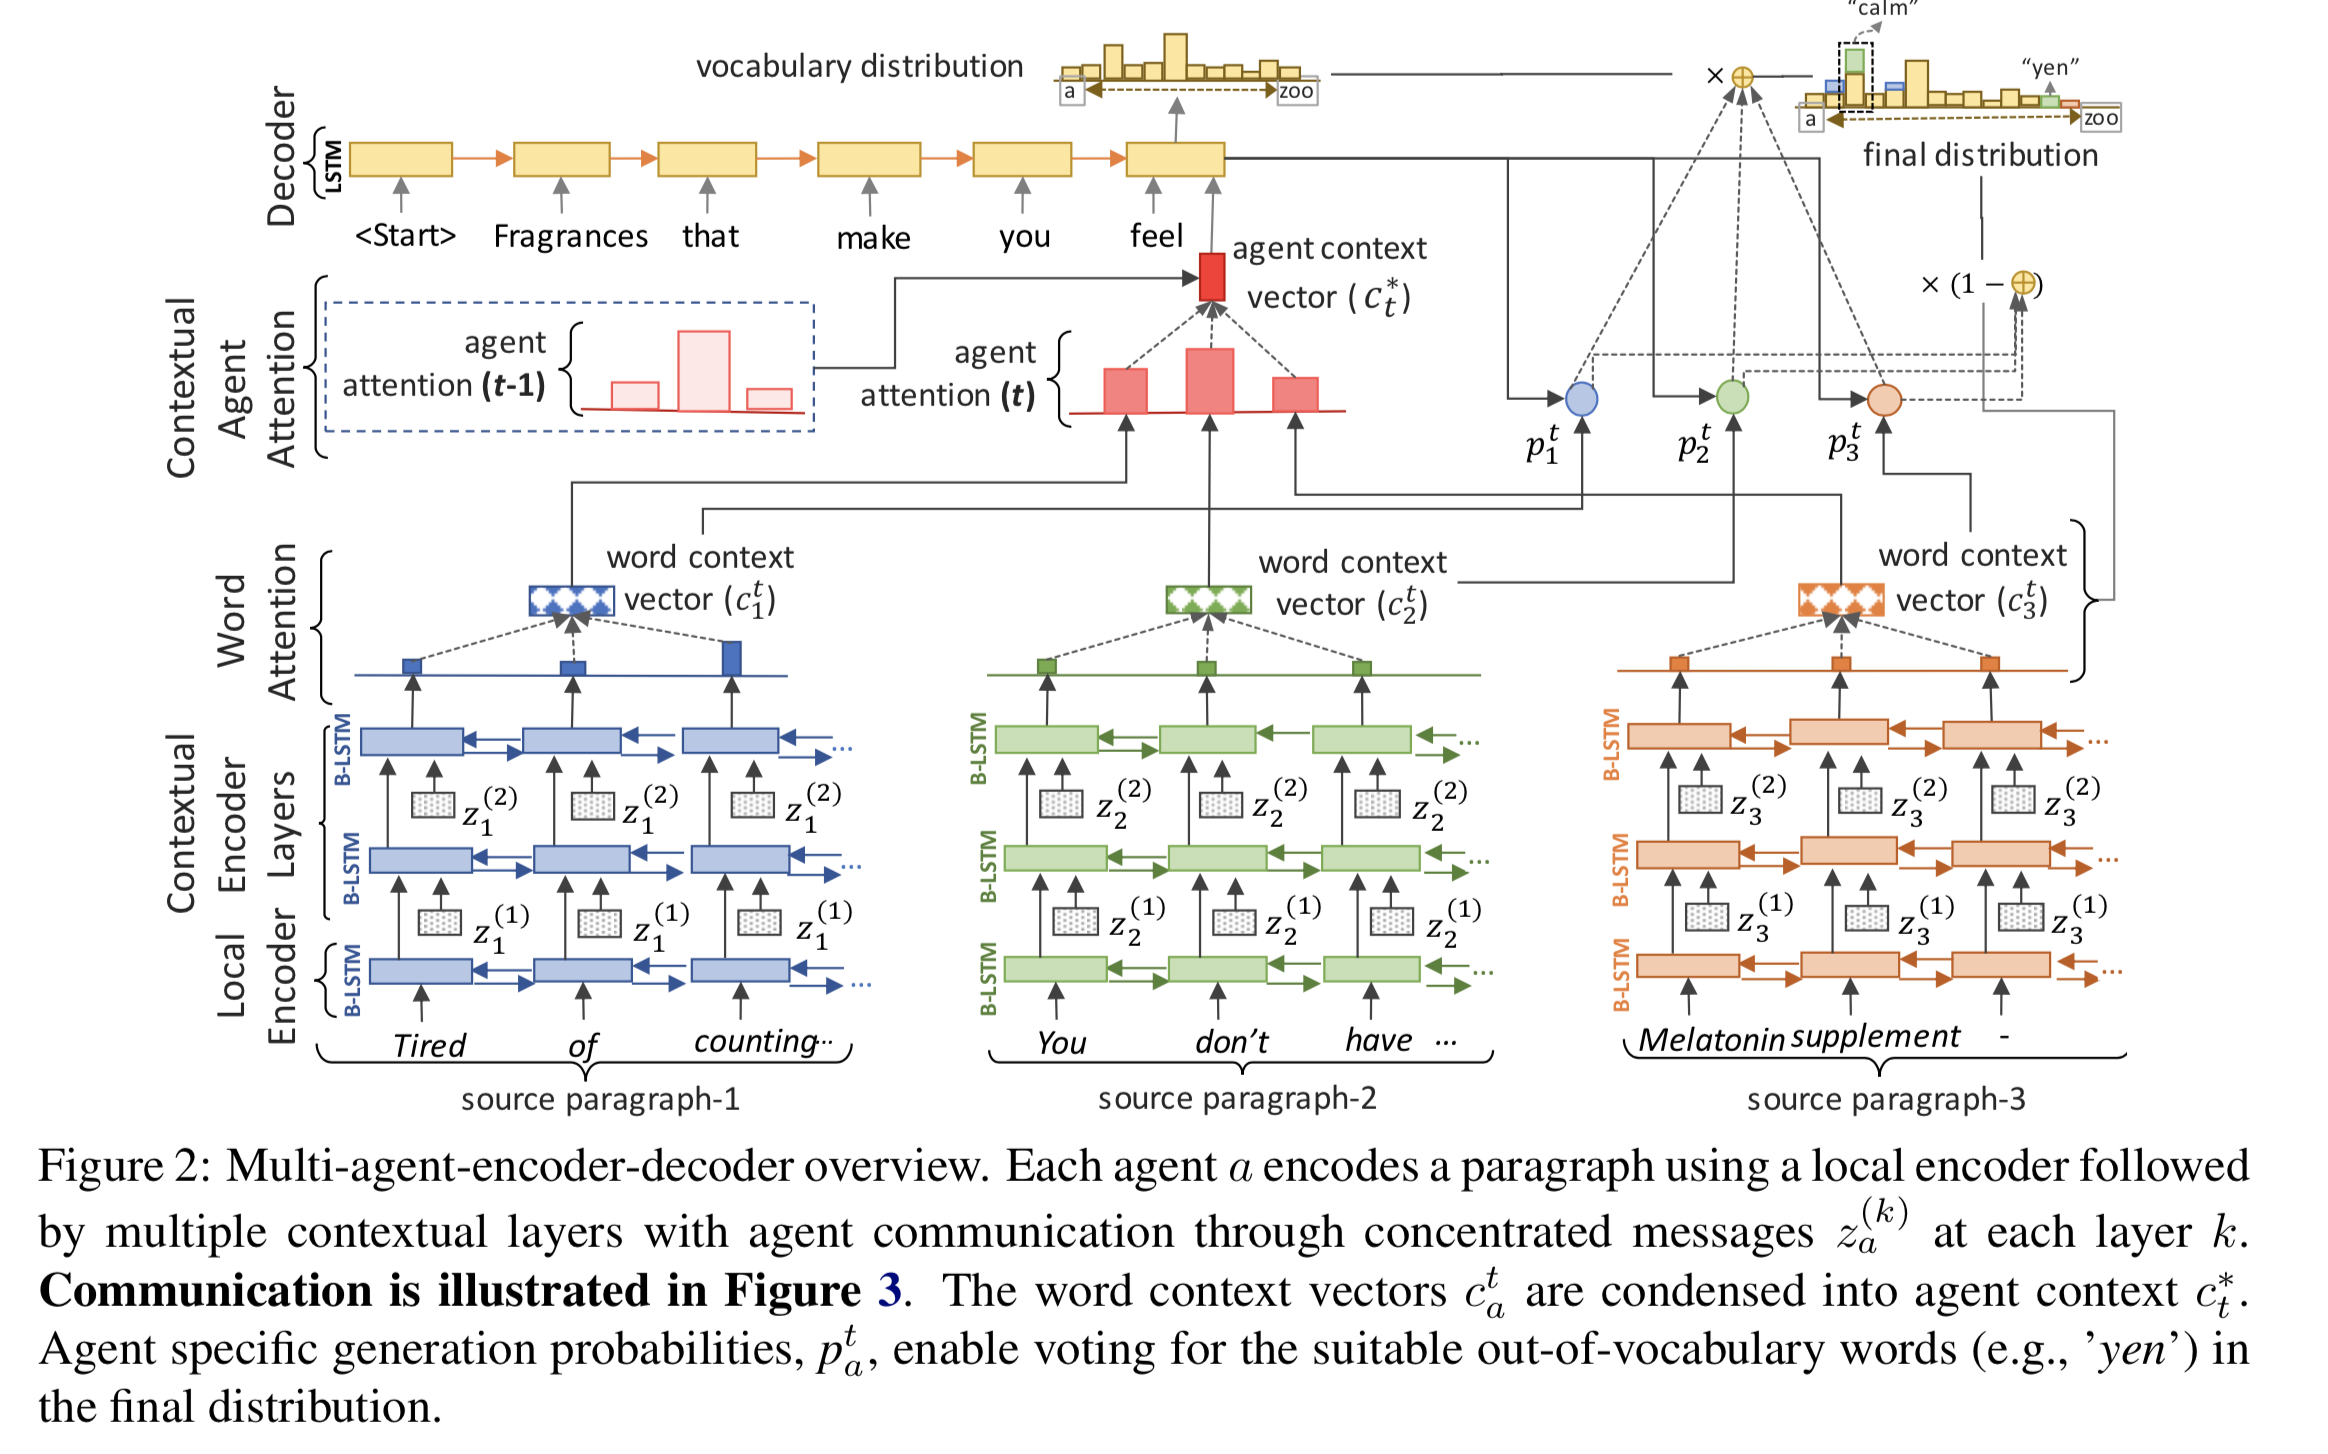 "calm"
"yen"
vocabulary distribution
a
zoo
× ⊕
a
zoo
final distribution
Decoder
LSTM
<Start> Fragrances that make you feel
agent context
vector (c_t^*)
× (1 − ⊕)
Contextual
Agent
Attention
agent
attention (t-1)
agent
attention (t)
p_1^t
p_2^t
p_3^t
Word
Attention
word context
vector (c_1^t)
word context
vector (c_2^t)
word context
vector (c_3^t)
Contextual
Encoder
Layers
B-LSTM
z_1^(2) z_1^(2) z_1^(2)
...
B-LSTM
z_2^(2) z_2^(2) z_2^(2)
...
B-LSTM
z_3^(2) z_3^(2) z_3^(2)
...
B-LSTM
z_1^(1) z_1^(1) z_1^(1)
...
B-LSTM
z_2^(1) z_2^(1) z_2^(1)
...
B-LSTM
z_3^(1) z_3^(1) z_3^(1)
...
Local
Encoder
B-LSTM
...
B-LSTM
...
B-LSTM
...
Tired of counting...
You don't have ...
Melatonin supplement -
source paragraph-1
source paragraph-2
source paragraph-3
Figure 2: Multi-agent-encoder-decoder overview. Each agent a encodes a paragraph using a local encoder followed
by multiple contextual layers with agent communication through concentrated messages z_a^(k) at each layer k.
Communication is illustrated in Figure 3. The word context vectors c_a^t are condensed into agent context c_t^*.
Agent specific generation probabilities, p_a^t, enable voting for the suitable out-of-vocabulary words (e.g., 'yen') in
the final distribution.